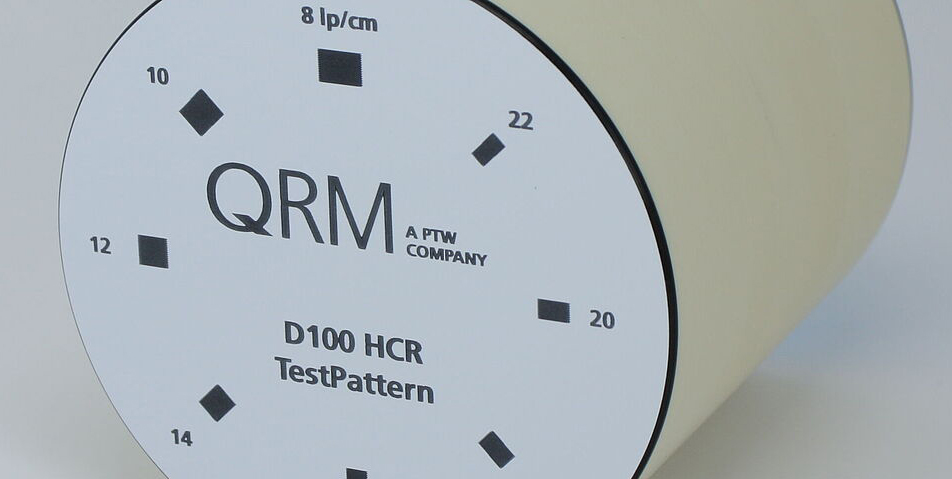 8 lp/cm
10
22
QRM
A PTW
COMPANY
12
20
D100 HCR
TestPattern
14